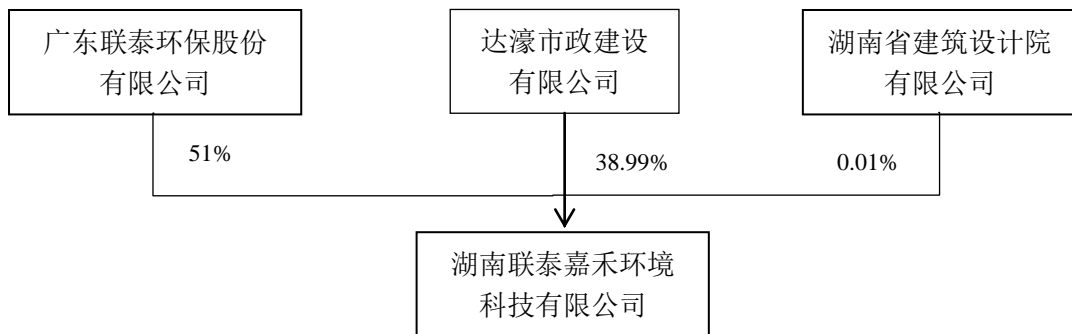 广东联泰环保股份
有限公司
达濠市政建设
有限公司
湖南省建筑设计院
有限公司
51%
38.99%
0.01%
湖南联泰嘉禾环境
科技有限公司